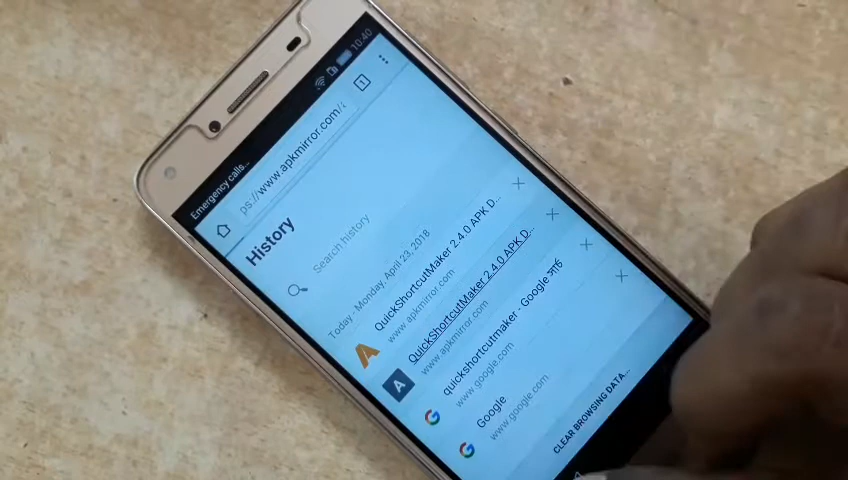 Emergency calls... 10:40
1
ps://www.apkmirror.com/
History
Search history
Today - Monday, April 23, 2018
QuickShortcutMaker 2.4.0 APK D...
www.apkmirror.com
QuickShortcutMaker 2.4.0 APK D...
www.apkmirror.com
quickshortcutmaker - Google सार्च
www.google.com
Google
www.google.com
CLEAR BROWSING DATA...